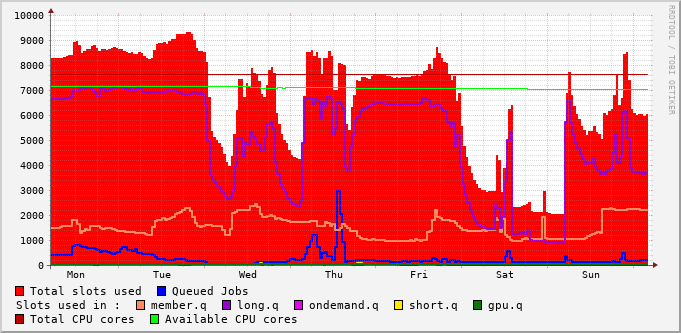 10000
9000
8000
7000
6000
5000
4000
3000
2000
1000
0
Mon Tue Wed Thu Fri Sat Sun
RRDTOOL / TOBI OETIKER
Total slots used Queued Jobs
Slots used in : member.q long.q ondemand.q short.q gpu.q
Total CPU cores Available CPU cores